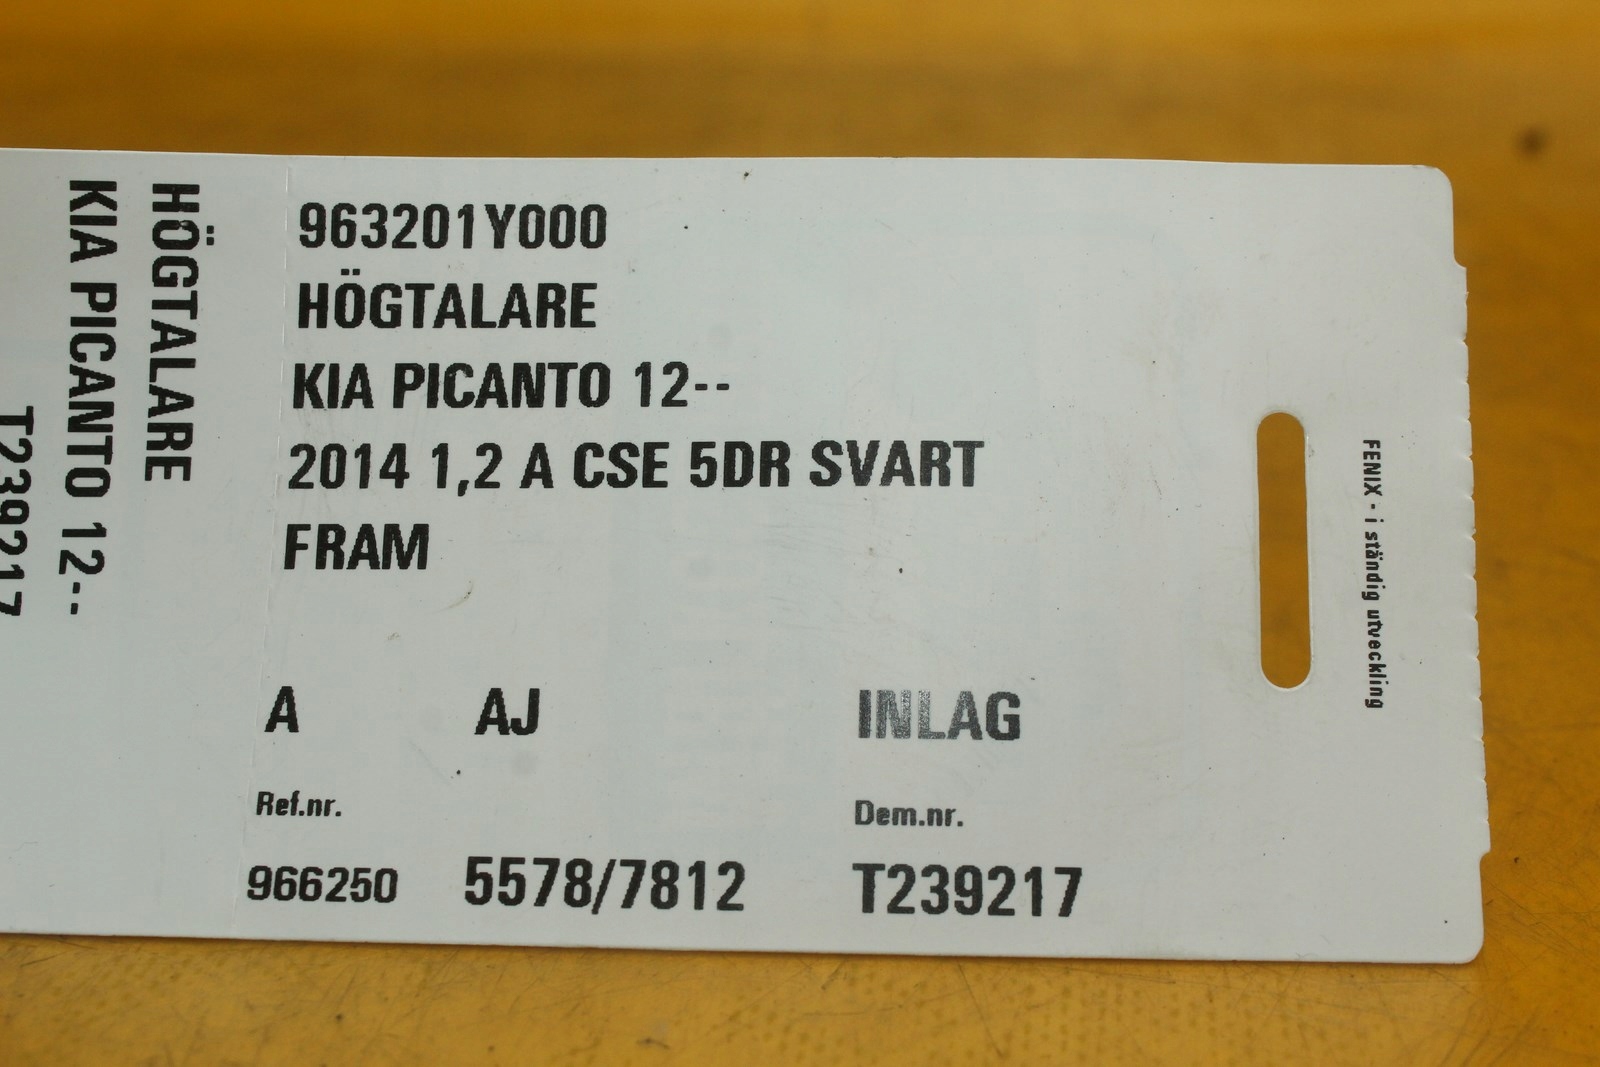 963201Y000
HÖGTALARE
KIA PICANTO 12--
2014 1,2 A CSE 5DR SVART
FRAM
A AJ INLAG
Ref.nr. Dem.nr.
966250 5578/7812 T239217
HÖGTALARE
KIA PICANTO 12--
T239217
FENIX - i ständig utveckling